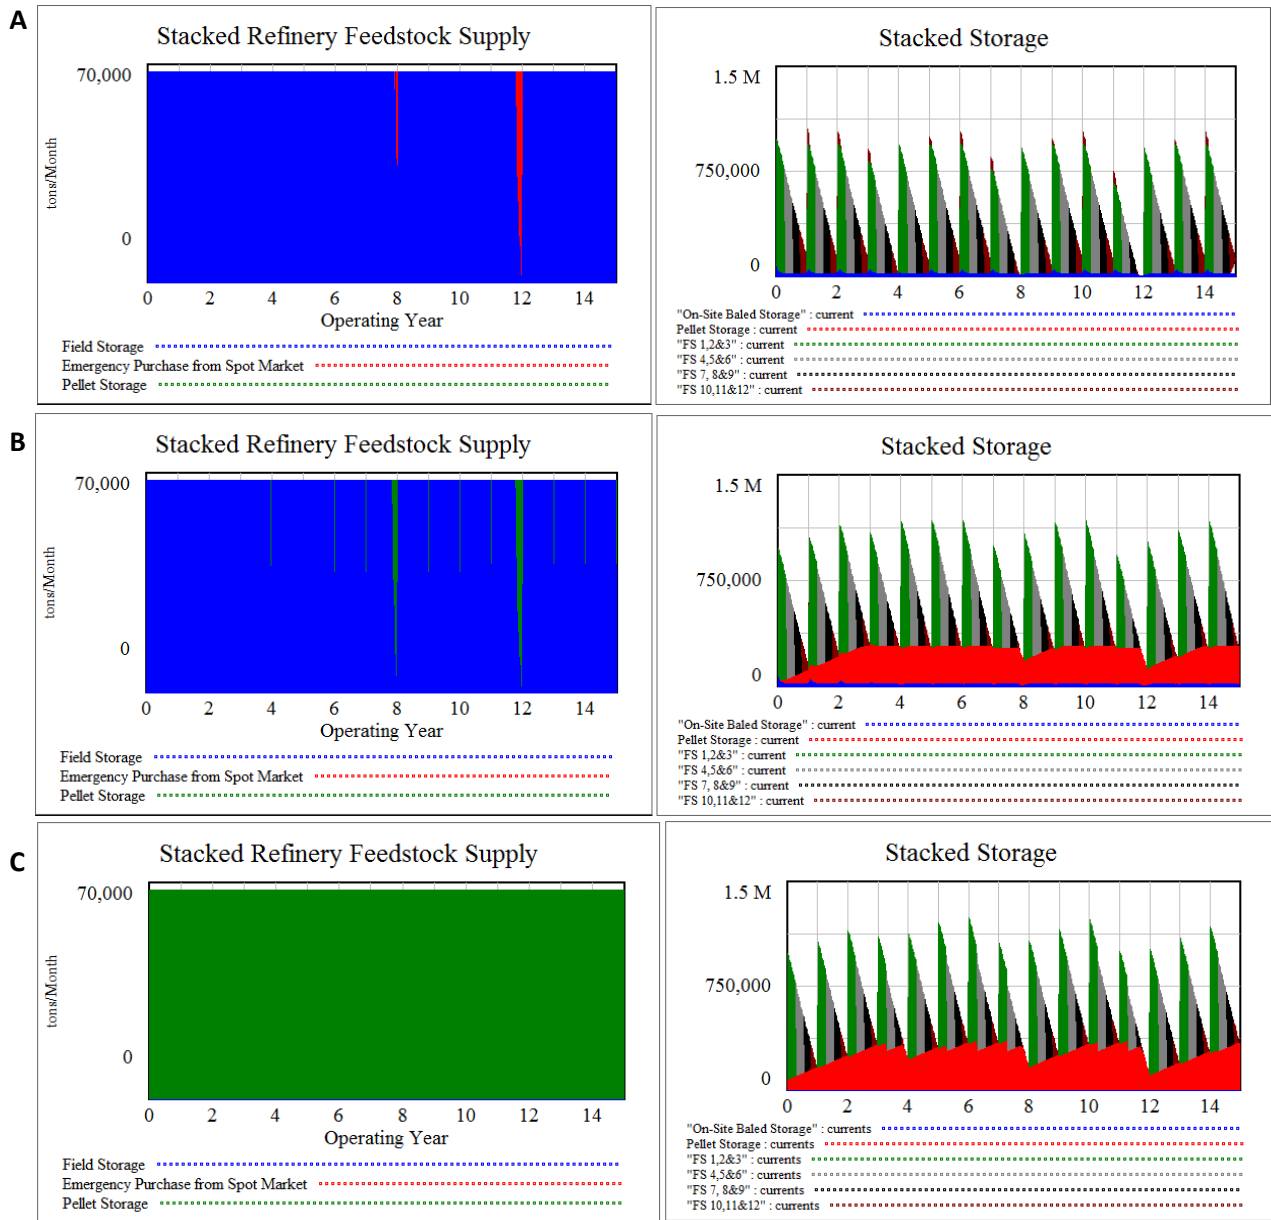 A
Stacked Refinery Feedstock Supply
70,000
tons/Month
0
0 2 4 6 8 10 12 14
Operating Year
Field Storage
Emergency Purchase from Spot Market
Pellet Storage
Stacked Storage
1.5 M
750,000
0
0 2 4 6 8 10 12 14
"On-Site Baled Storage" : current
Pellet Storage : current
"FS 1,2&3" : current
"FS 4,5&6" : current
"FS 7, 8&9" : current
"FS 10,11&12" : current
B
Stacked Refinery Feedstock Supply
70,000
tons/Month
0
0 2 4 6 8 10 12 14
Operating Year
Field Storage
Emergency Purchase from Spot Market
Pellet Storage
Stacked Storage
1.5 M
750,000
0
0 2 4 6 8 10 12 14
"On-Site Baled Storage" : current
Pellet Storage : current
"FS 1,2&3" : current
"FS 4,5&6" : current
"FS 7, 8&9" : current
"FS 10,11&12" : current
C
Stacked Refinery Feedstock Supply
70,000
tons/Month
0
0 2 4 6 8 10 12 14
Operating Year
Field Storage
Emergency Purchase from Spot Market
Pellet Storage
Stacked Storage
1.5 M
750,000
0
0 2 4 6 8 10 12 14
"On-Site Baled Storage" : currents
Pellet Storage : currents
"FS 1,2&3" : currents
"FS 4,5&6" : currents
"FS 7, 8&9" : currents
"FS 10,11&12" : currents